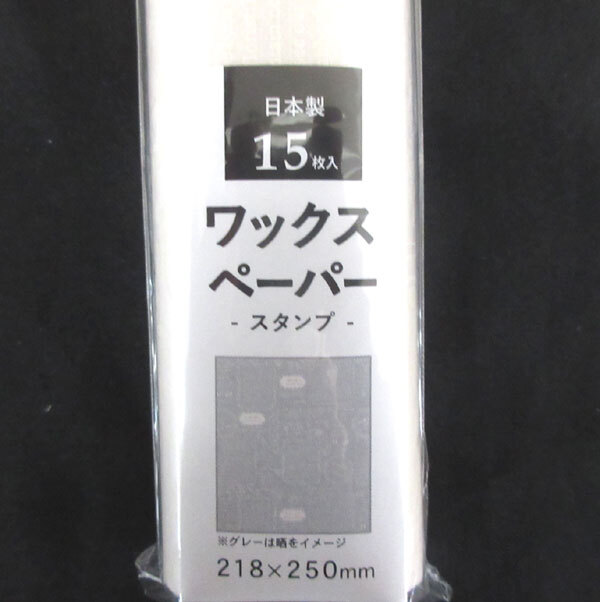 日本製
15枚入
ワックス
ペーパー
- スタンプ -
※グレーは晒をイメージ
218×250mm